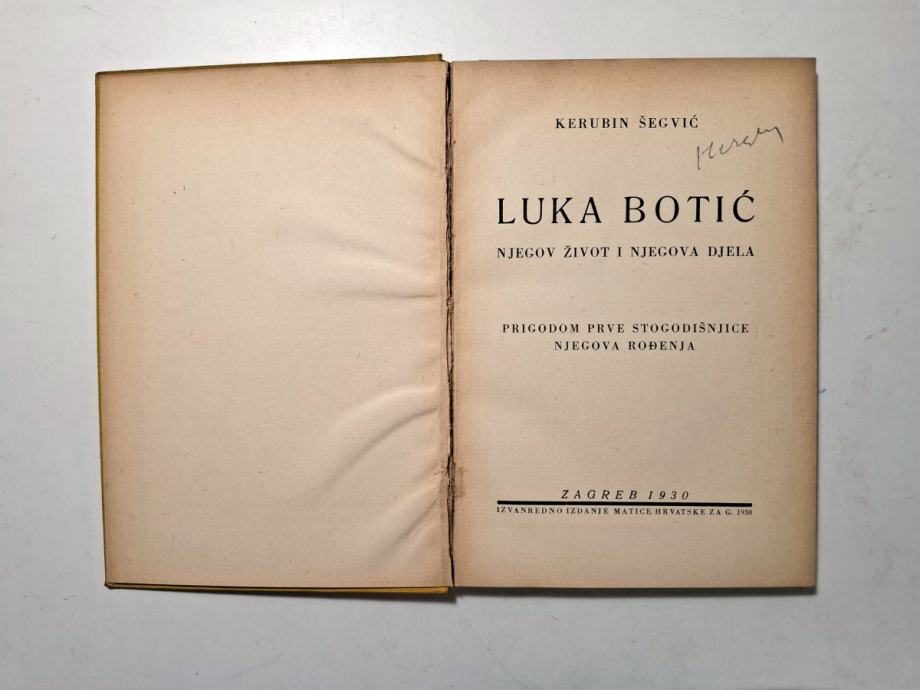 KERUBIN ŠEGVIĆ
LUKA BOTIĆ
NJEGOV ŽIVOT I NJEGOVA DJELA
PRIGODOM PRVE STOGODIŠNJICE
NJEGOVA ROĐENJA
ZAGREB 1930
IZVANREDNO IZDANJE MATICE HRVATSKE ZA G. 1930